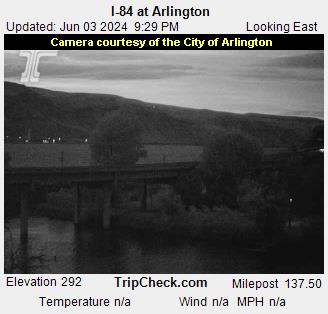 I-84 at Arlington
Updated: Jun 03 2024 9:29 PM Looking East
Camera courtesy of the City of Arlington
Elevation 292 TripCheck.com Milepost 137.50
Temperature n/a Wind n/a MPH n/a